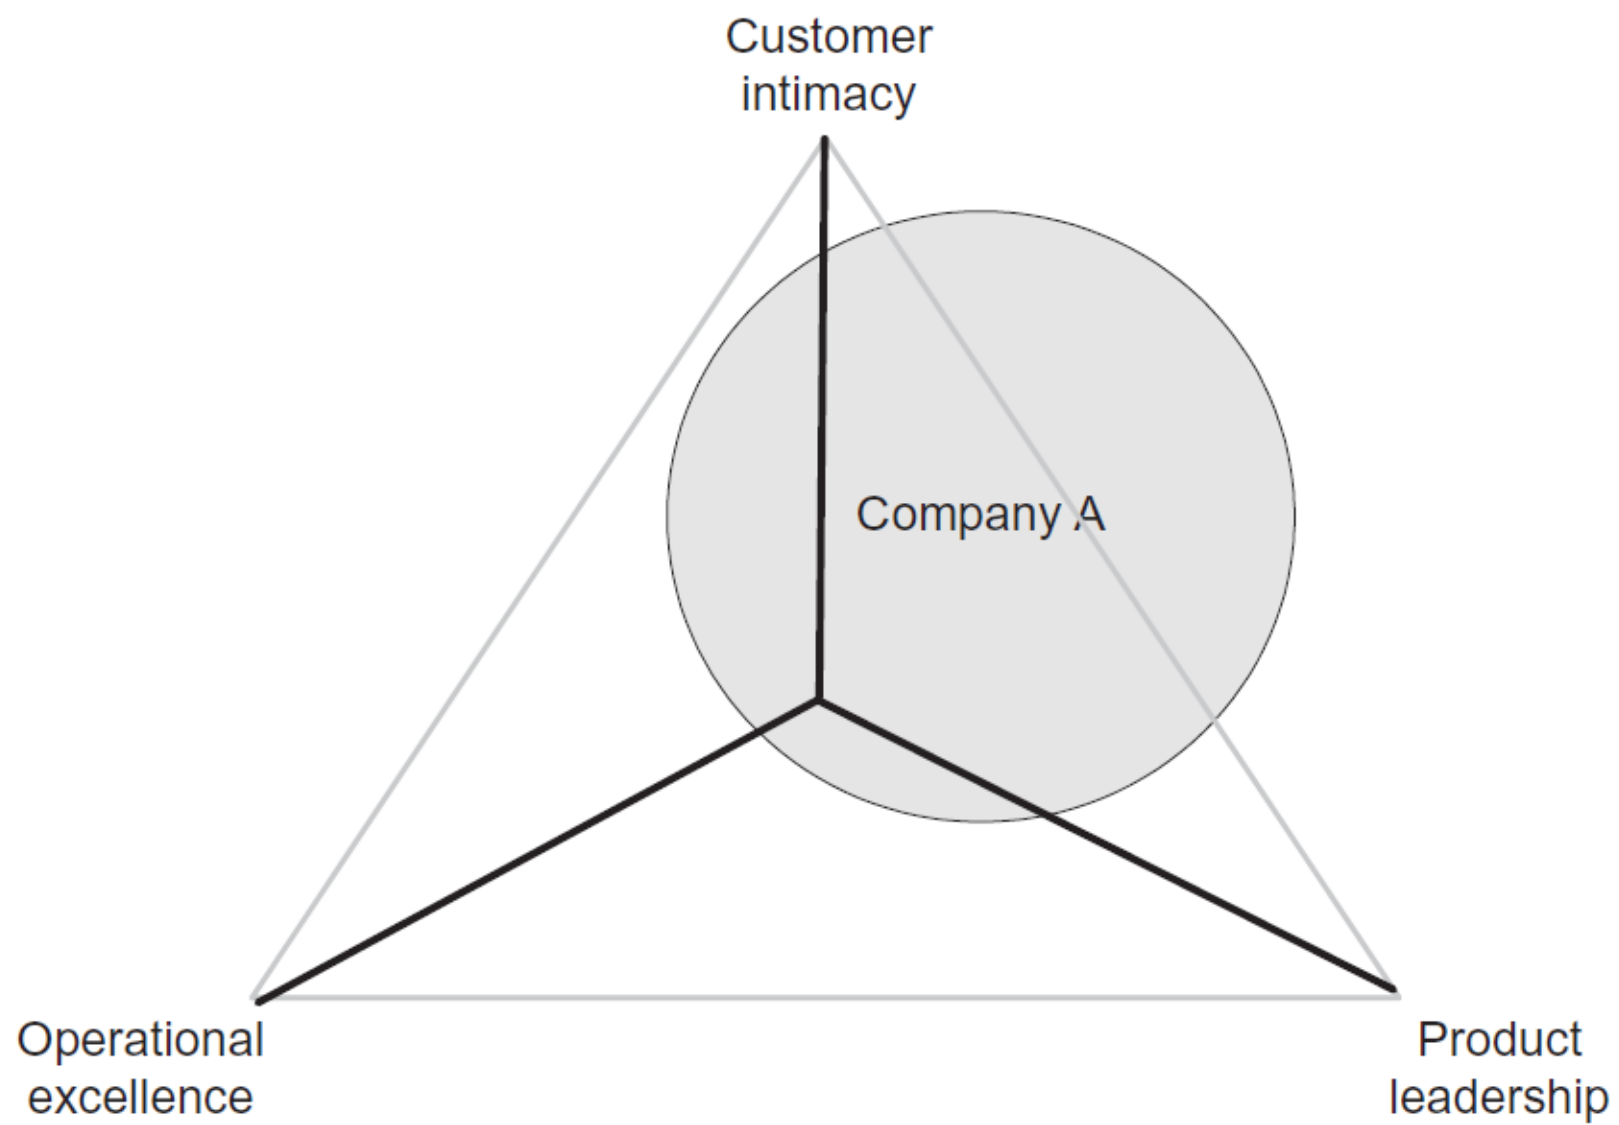 Customer
intimacy
Company A
Operational
excellence
Product
leadership